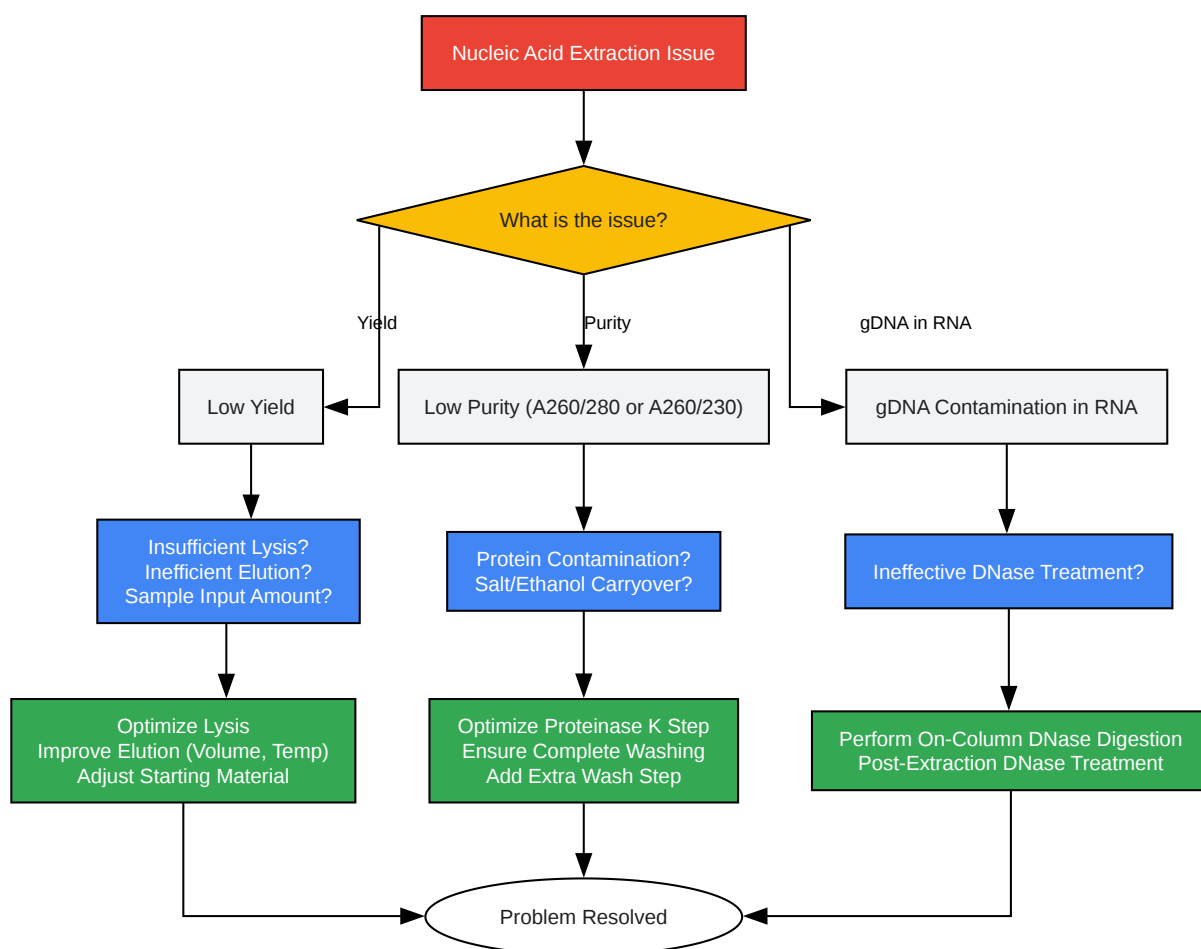 Nucleic Acid Extraction Issue
What is the issue?
Yield
Purity
gDNA in RNA
Low Yield
Low Purity (A260/280 or A260/230)
gDNA Contamination in RNA
Insufficient Lysis?
Inefficient Elution?
Sample Input Amount?
Protein Contamination?
Salt/Ethanol Carryover?
Ineffective DNase Treatment?
Optimize Lysis
Improve Elution (Volume, Temp)
Adjust Starting Material
Optimize Proteinase K Step
Ensure Complete Washing
Add Extra Wash Step
Perform On-Column DNase Digestion
Post-Extraction DNase Treatment
Problem Resolved